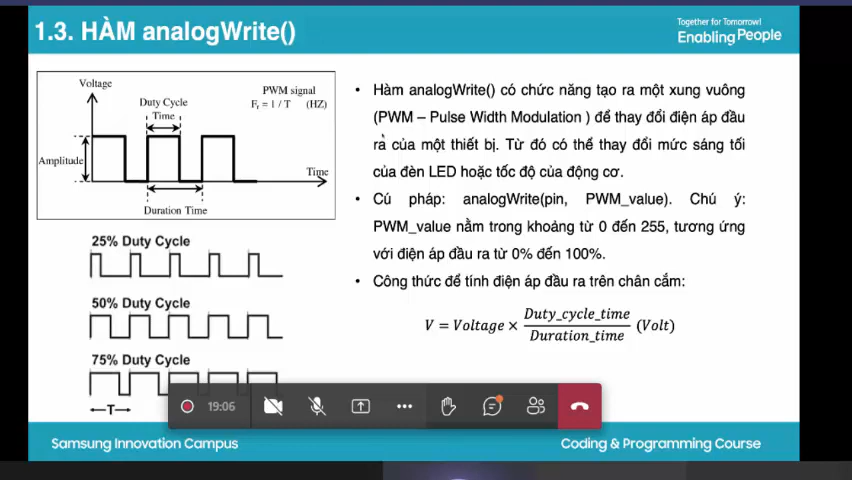 1.3. HÀM analogWrite()
Together for Tomorrow!
Enabling People
Voltage
Duty Cycle
Time
PWM signal
Fr = 1 / T (HZ)
Amplitude
Time
Duration Time
25% Duty Cycle
50% Duty Cycle
75% Duty Cycle
T
• Hàm analogWrite() có chức năng tạo ra một xung vuông
(PWM – Pulse Width Modulation ) để thay đổi điện áp đầu
ra của một thiết bị. Từ đó có thể thay đổi mức sáng tối
của đèn LED hoặc tốc độ của động cơ.
• Cú pháp: analogWrite(pin, PWM_value). Chú ý:
PWM_value nằm trong khoảng từ 0 đến 255, tương ứng
với điện áp đầu ra từ 0% đến 100%.
• Công thức để tính điện áp đầu ra trên chân cắm:
V = Voltage × Duty_cycle_time / Duration_time (Volt)
19:06
Samsung Innovation Campus
Coding & Programming Course